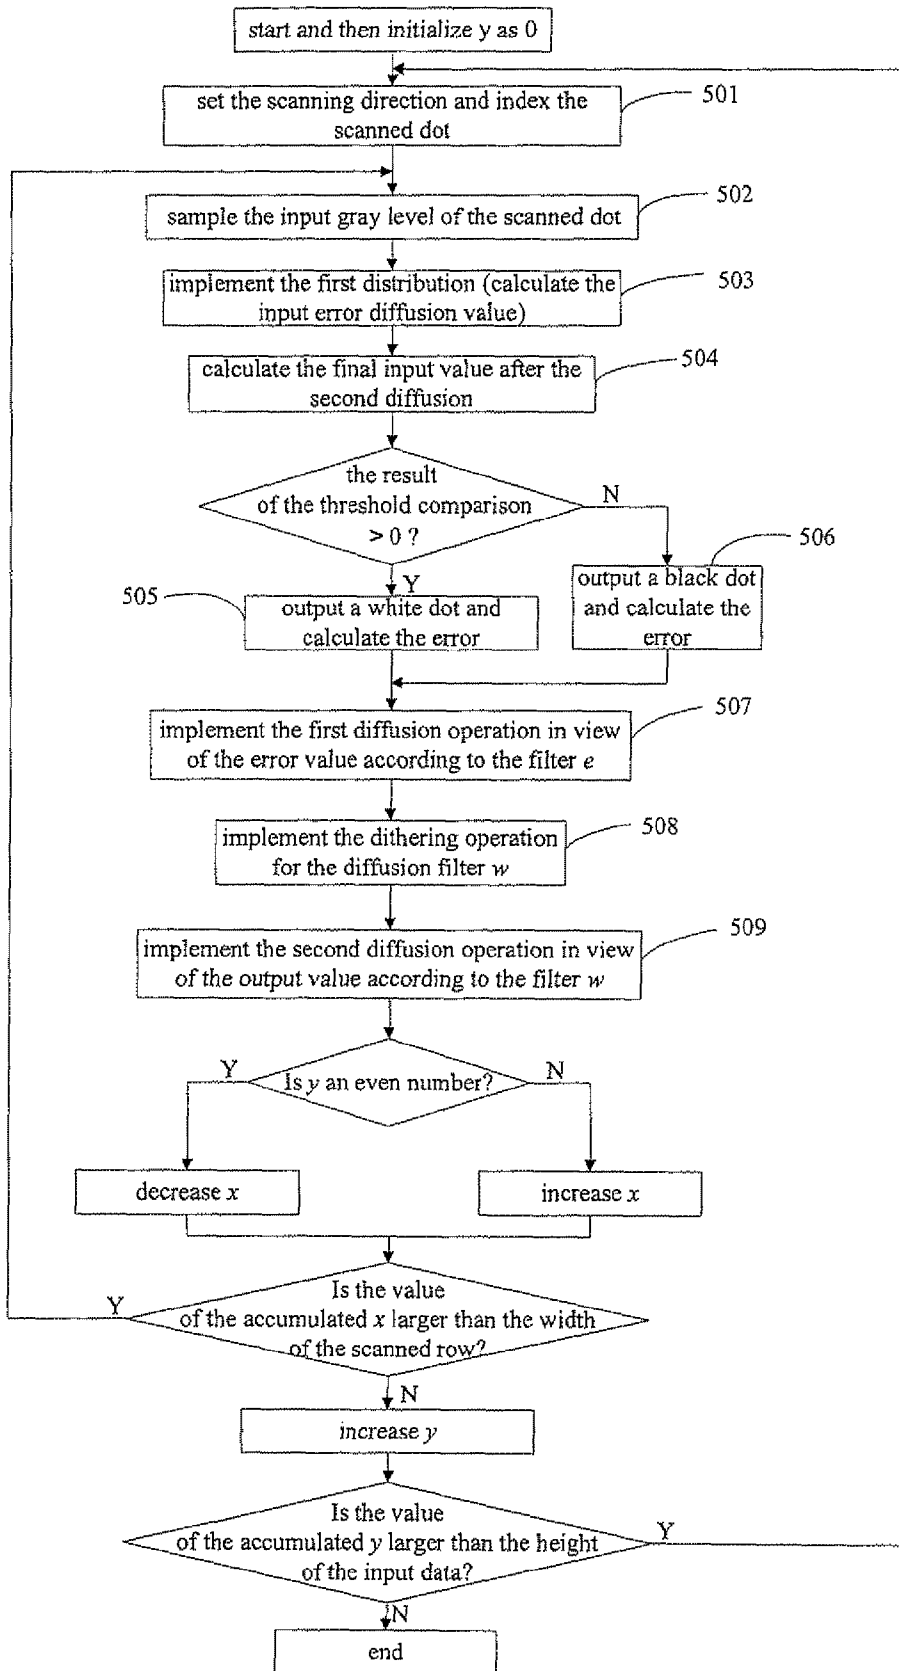 start and then initialize y as 0
set the scanning direction and index the
scanned dot
501
sample the input gray level of the scanned dot
502
implement the first distribution (calculate the
input error diffusion value)
503
calculate the final input value after the
second diffusion
504
the result
of the threshold comparison
> 0 ?
N
Y
506
output a black dot
and calculate the
error
505
output a white dot and
calculate the error
507
implement the first diffusion operation in view
of the error value according to the filter e
508
implement the dithering operation
for the diffusion filter w
509
implement the second diffusion operation in view
of the output value according to the filter w
Y
Is y an even number?
N
decrease x
increase x
Y
Is the value
of the accumulated x larger than the width
of the scanned row?
N
increase y
Is the value
of the accumulated y larger than the height
of the input data?
Y
N
end